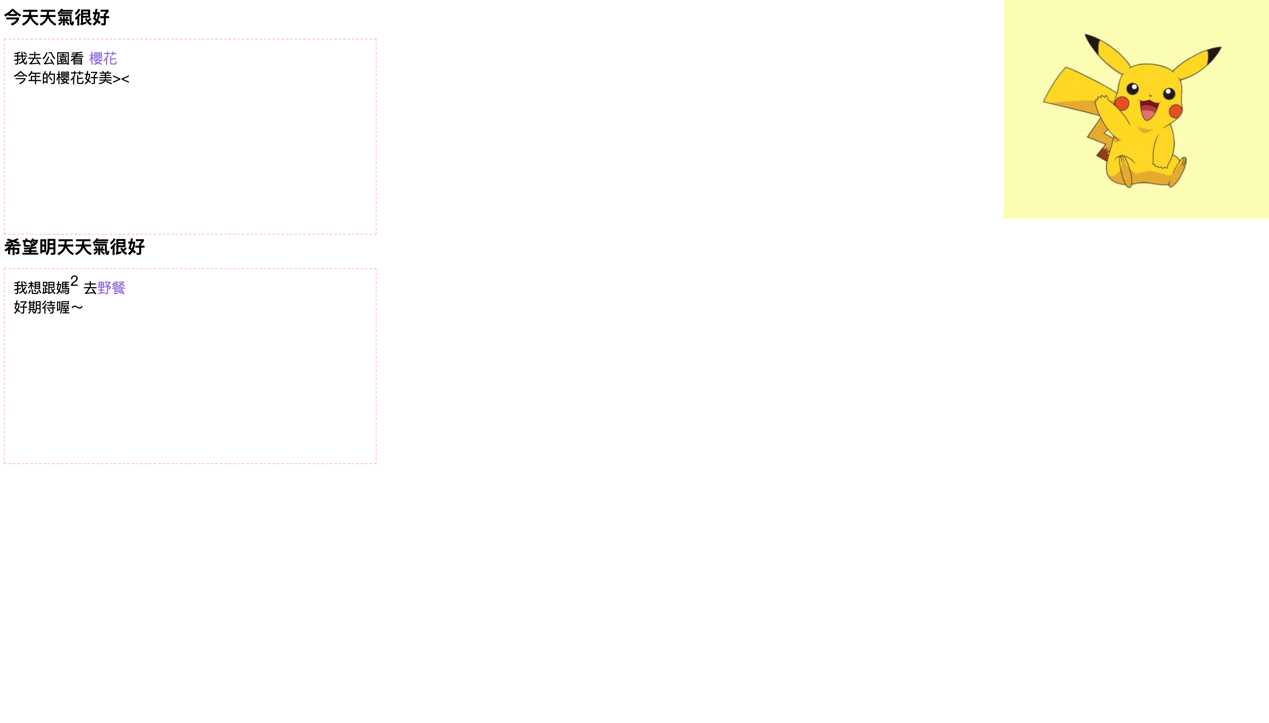 今天天氣很好
我去公園看 櫻花
今年的櫻花好美><
希望明天天氣很好
我想跟媽2 去野餐
好期待喔～